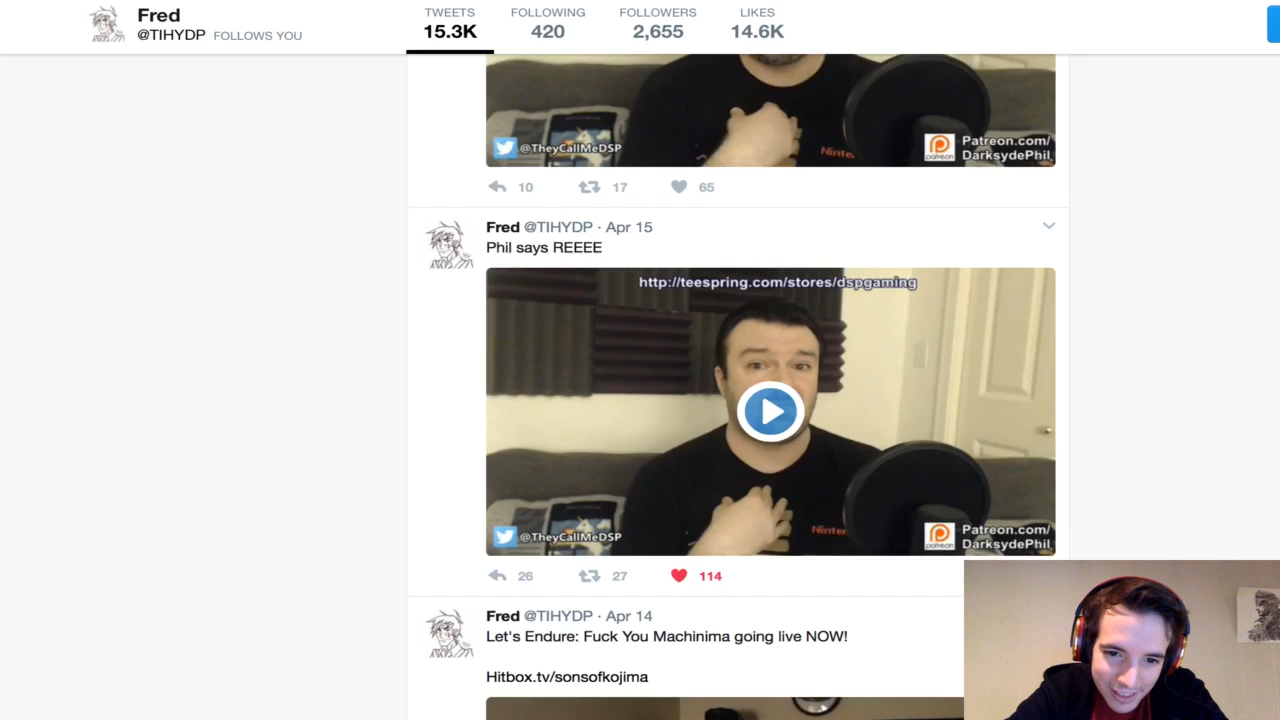 Fred
@TIHYDP FOLLOWS YOU
TWEETS
15.3K
FOLLOWING
420
FOLLOWERS
2,655
LIKES
14.6K
@TheyCallMeDSP
Patreon.com/
DarksydePhil
10 17 65
Fred @TIHYDP · Apr 15
Phil says REEEE
http://teespring.com/stores/dspgaming
Ninte
@TheyCallMeDSP
Patreon.com/
DarksydePhil
26 27 114
Fred @TIHYDP · Apr 14
Let's Endure: Fuck You Machinima going live NOW!
Hitbox.tv/sonsofkojima